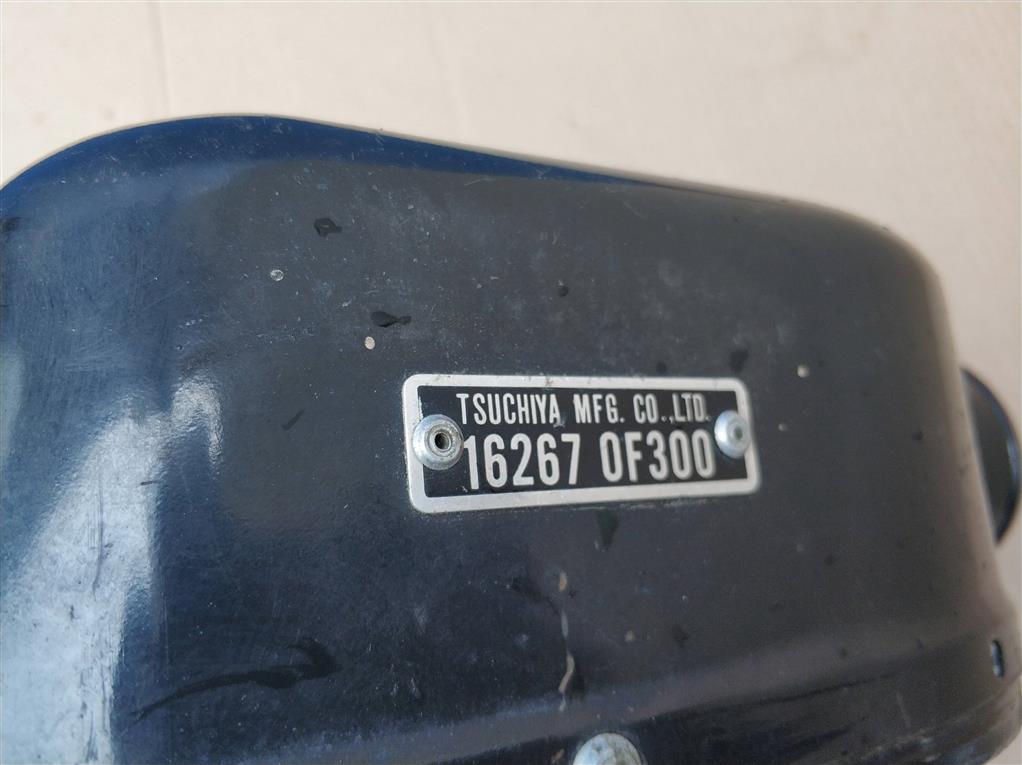 TSUCHIYA MFG. CO.,LTD.
16267 0F300